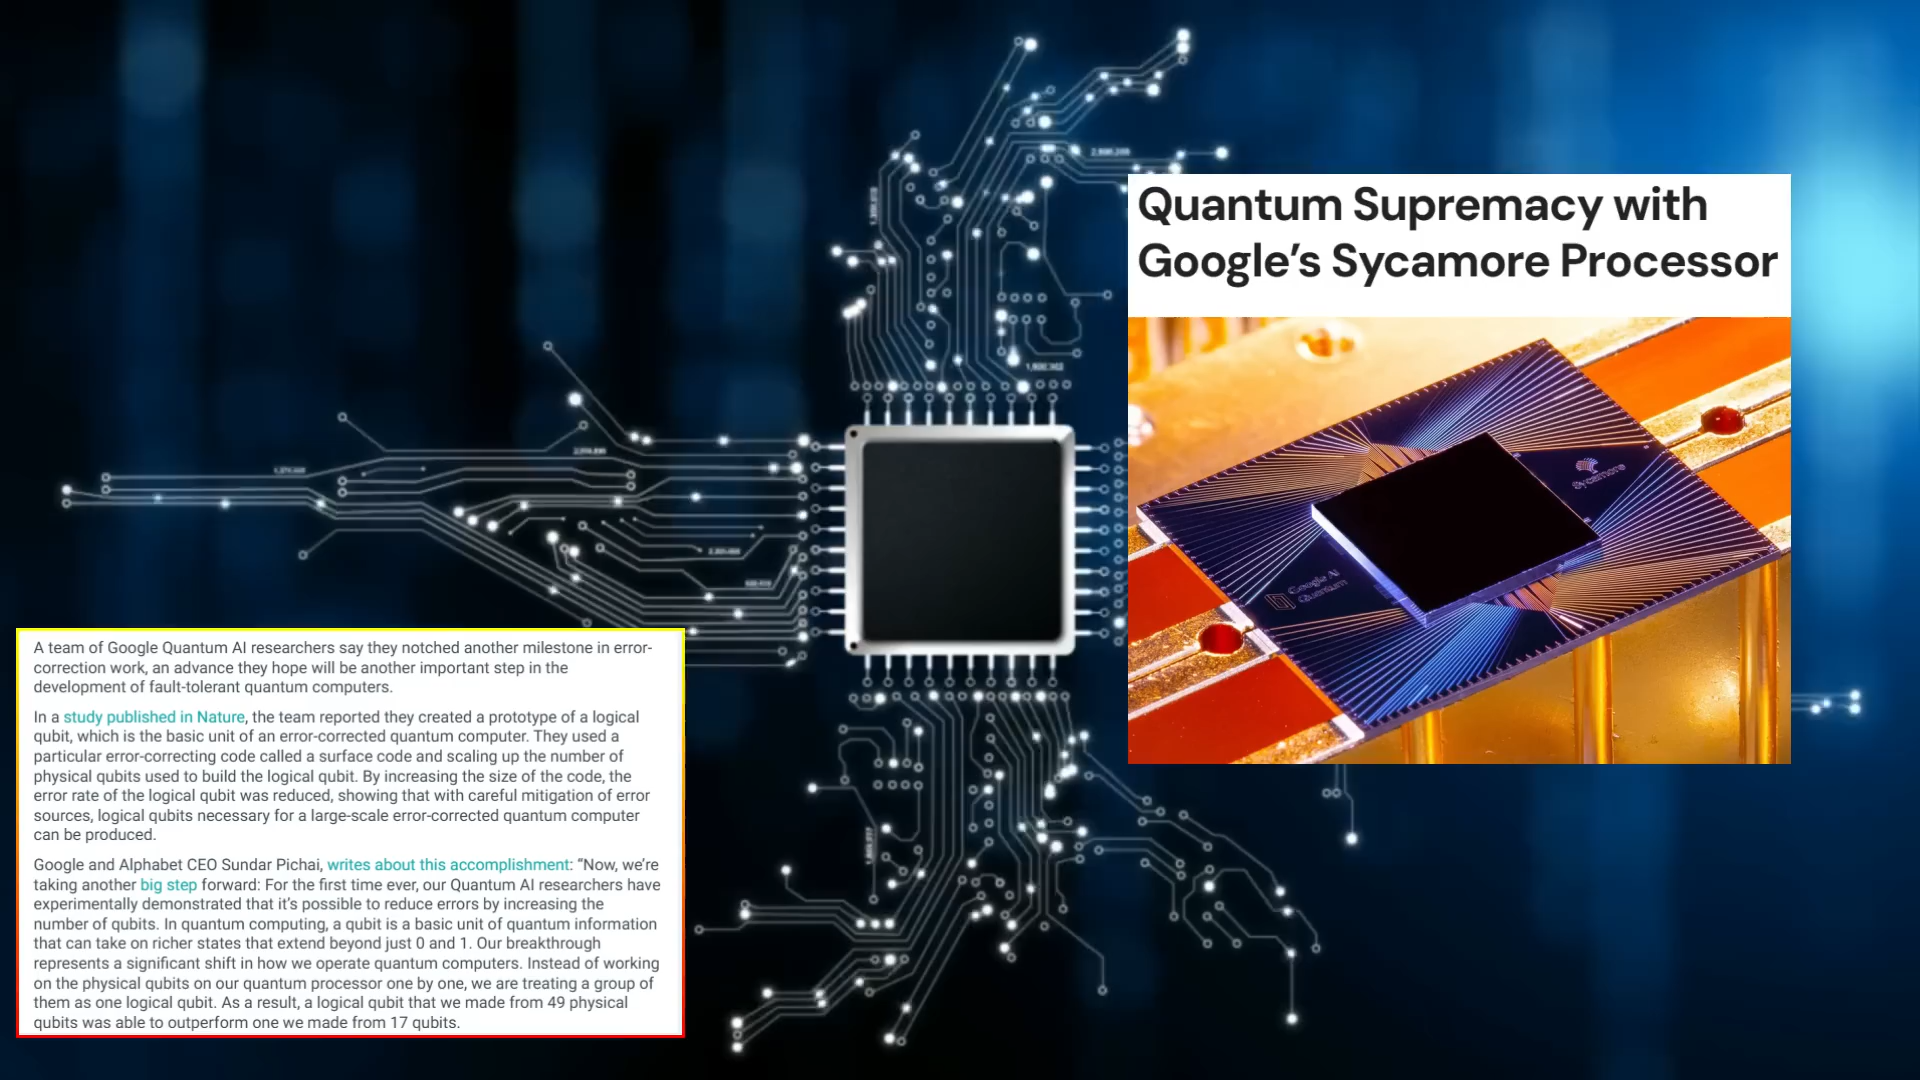 Quantum Supremacy with
Google’s Sycamore Processor
Sycamore
Google AI
Quantum
A team of Google Quantum AI researchers say they notched another milestone in error-
correction work, an advance they hope will be another important step in the
development of fault-tolerant quantum computers.
In a study published in Nature, the team reported they created a prototype of a logical
qubit, which is the basic unit of an error-corrected quantum computer. They used a
particular error-correcting code called a surface code and scaling up the number of
physical qubits used to build the logical qubit. By increasing the size of the code, the
error rate of the logical qubit was reduced, showing that with careful mitigation of error
sources, logical qubits necessary for a large-scale error-corrected quantum computer
can be produced.
Google and Alphabet CEO Sundar Pichai, writes about this accomplishment: “Now, we’re
taking another big step forward: For the first time ever, our Quantum AI researchers have
experimentally demonstrated that it’s possible to reduce errors by increasing the
number of qubits. In quantum computing, a qubit is a basic unit of quantum information
that can take on richer states that extend beyond just 0 and 1. Our breakthrough
represents a significant shift in how we operate quantum computers. Instead of working
on the physical qubits on our quantum processor one by one, we are treating a group of
them as one logical qubit. As a result, a logical qubit that we made from 49 physical
qubits was able to outperform one we made from 17 qubits.